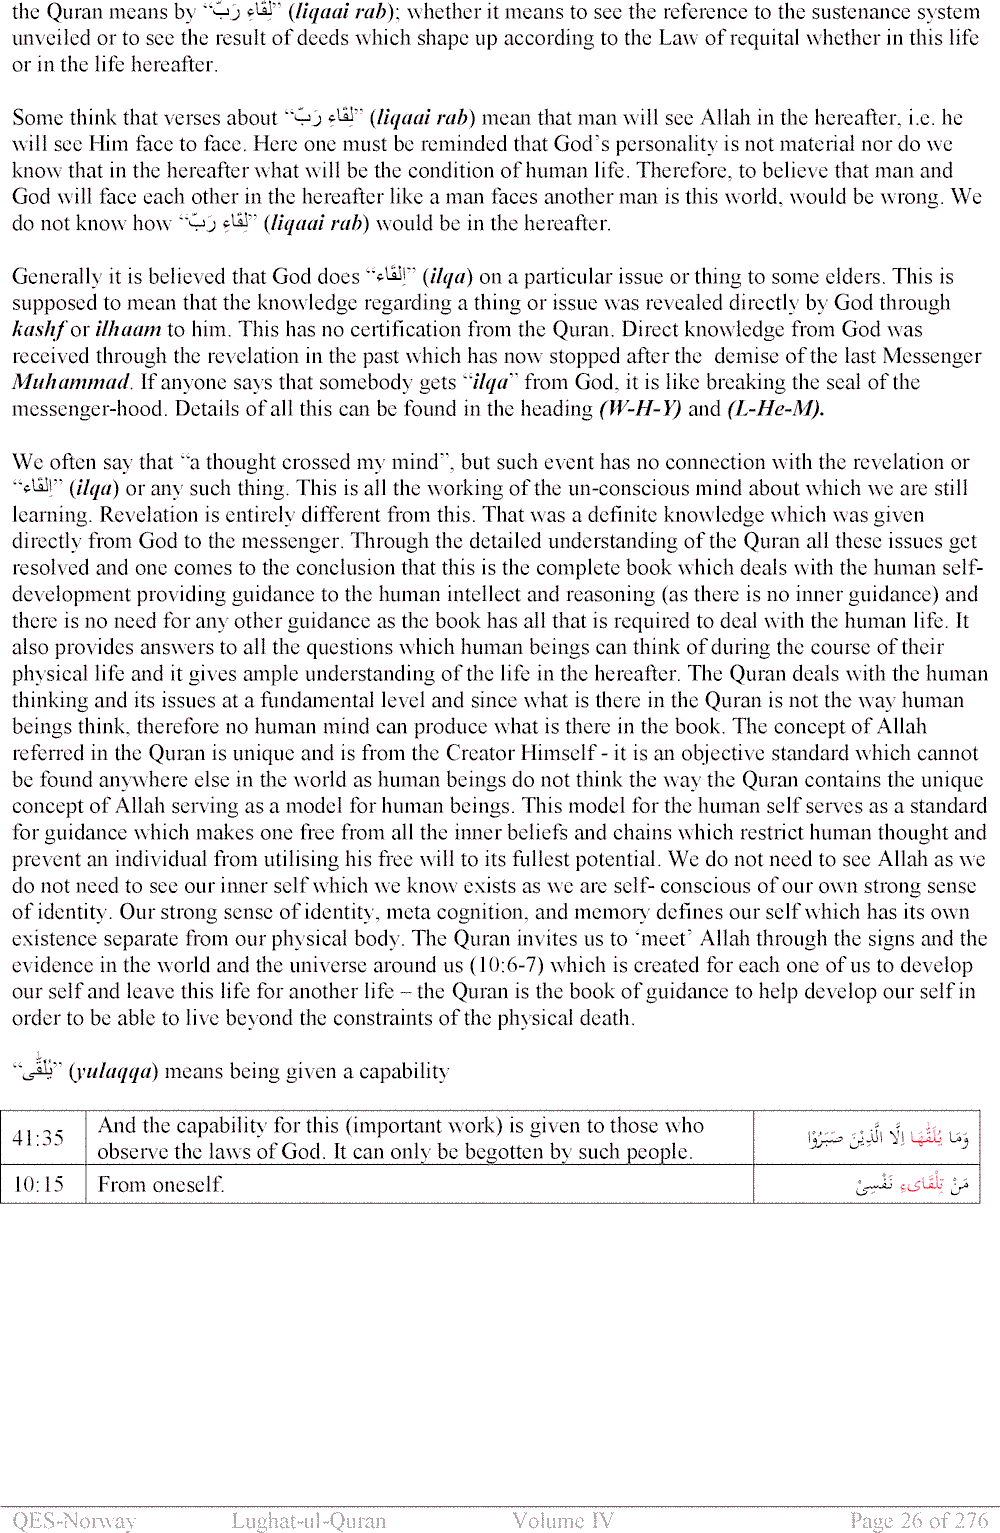 the Quran means by “لِقَاءِ رَبّ” (liqaai rab); whether it means to see the reference to the sustenance system
unveiled or to see the result of deeds which shape up according to the Law of requital whether in this life
or in the life hereafter.
Some think that verses about “لِقَاءِ رَبّ” (liqaai rab) mean that man will see Allah in the hereafter, i.e. he
will see Him face to face. Here one must be reminded that God’s personality is not material nor do we
know that in the hereafter what will be the condition of human life. Therefore, to believe that man and
God will face each other in the hereafter like a man faces another man is this world, would be wrong. We
do not know how “لِقَاءِ رَبّ” (liqaai rab) would be in the hereafter.
Generally it is believed that God does “اِلْقَاء” (ilqa) on a particular issue or thing to some elders. This is
supposed to mean that the knowledge regarding a thing or issue was revealed directly by God through
kashf or ilhaam to him. This has no certification from the Quran. Direct knowledge from God was
received through the revelation in the past which has now stopped after the demise of the last Messenger
Muhammad. If anyone says that somebody gets “ilqa” from God, it is like breaking the seal of the
messenger-hood. Details of all this can be found in the heading (W-H-Y) and (L-He-M).
We often say that “a thought crossed my mind”, but such event has no connection with the revelation or
“اِلْقَاء” (ilqa) or any such thing. This is all the working of the un-conscious mind about which we are still
learning. Revelation is entirely different from this. That was a definite knowledge which was given
directly from God to the messenger. Through the detailed understanding of the Quran all these issues get
resolved and one comes to the conclusion that this is the complete book which deals with the human self-
development providing guidance to the human intellect and reasoning (as there is no inner guidance) and
there is no need for any other guidance as the book has all that is required to deal with the human life. It
also provides answers to all the questions which human beings can think of during the course of their
physical life and it gives ample understanding of the life in the hereafter. The Quran deals with the human
thinking and its issues at a fundamental level and since what is there in the Quran is not the way human
beings think, therefore no human mind can produce what is there in the book. The concept of Allah
referred in the Quran is unique and is from the Creator Himself - it is an objective standard which cannot
be found anywhere else in the world as human beings do not think the way the Quran contains the unique
concept of Allah serving as a model for human beings. This model for the human self serves as a standard
for guidance which makes one free from all the inner beliefs and chains which restrict human thought and
prevent an individual from utilising his free will to its fullest potential. We do not need to see Allah as we
do not need to see our inner self which we know exists as we are self- conscious of our own strong sense
of identity. Our strong sense of identity, meta cognition, and memory defines our self which has its own
existence separate from our physical body. The Quran invites us to ‘meet’ Allah through the signs and the
evidence in the world and the universe around us (10:6-7) which is created for each one of us to develop
our self and leave this life for another life – the Quran is the book of guidance to help develop our self in
order to be able to live beyond the constraints of the physical death.
“يُلَقّٰى” (yulaqqa) means being given a capability
41:35 And the capability for this (important work) is given to those who
observe the laws of God. It can only be begotten by such people. وَمَا يُلَقّٰهَا اِلَّا الَّذِيْنَ صَبَرُوْا
10:15 From oneself. مَنْ تِلْقَاىءِ نَفْسِىْ
QES-Norway Lughat-ul-Quran Volume IV Page 26 of 276